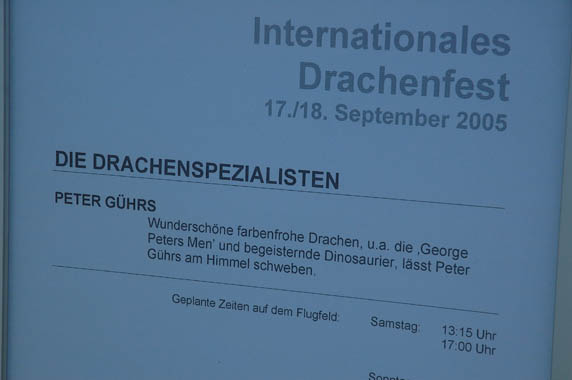 Internationales
Drachenfest
17./18. September 2005
DIE DRACHENSPEZIALISTEN
PETER GÜHRS
Wunderschöne farbenfrohe Drachen, u.a. die ‚George
Peters Men’ und begeisternde Dinosaurier, lässt Peter
Gührs am Himmel schweben.
Geplante Zeiten auf dem Flugfeld: Samstag: 13:15 Uhr
17:00 Uhr